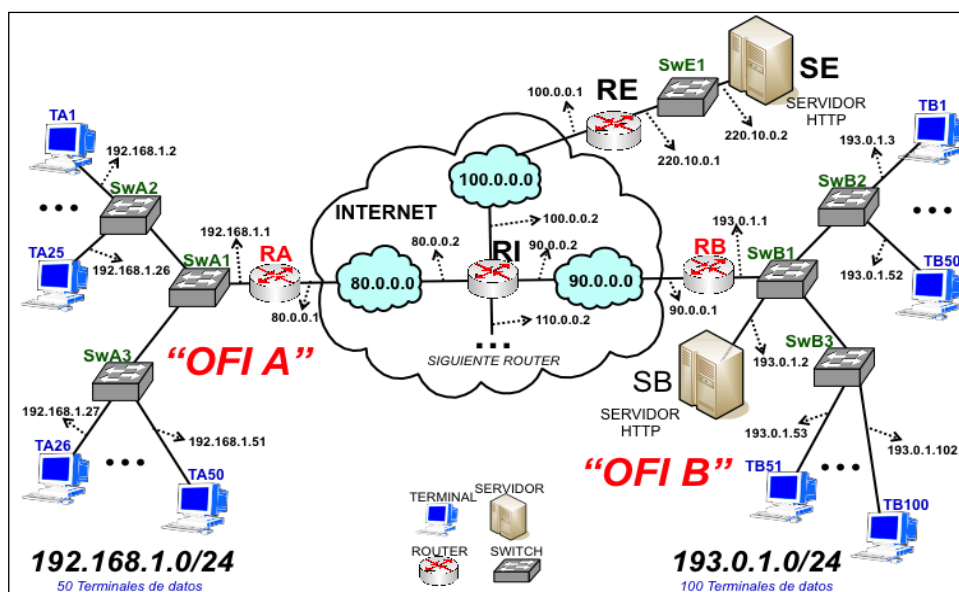 SwE1
SE
RE
100.0.0.1
SERVIDOR
HTTP
TB1
TA1
220.10.0.2
192.168.1.2
220.10.0.1
193.0.1.3
SwA2
SwB2
100.0.0.0
INTERNET
100.0.0.2
193.0.1.1
192.168.1.1
TA25
80.0.0.2
RI
90.0.0.2
RB
192.168.1.26
SwA1
RA
SwB1
193.0.1.52
TB50
80.0.0.0
90.0.0.0
80.0.0.1
90.0.0.1
110.0.0.2
SwA3
"OFI A"
SIGUIENTE ROUTER
SwB3
SB
193.0.1.2
192.168.1.27
SERVIDOR
HTTP
192.168.1.51
193.0.1.53
193.0.1.102
TA26
"OFI B"
TB51
TA50
TERMINAL
SERVIDOR
TB100
192.168.1.0/24
ROUTER
SWITCH
193.0.1.0/24
50 Terminales de datos
100 Terminales de datos